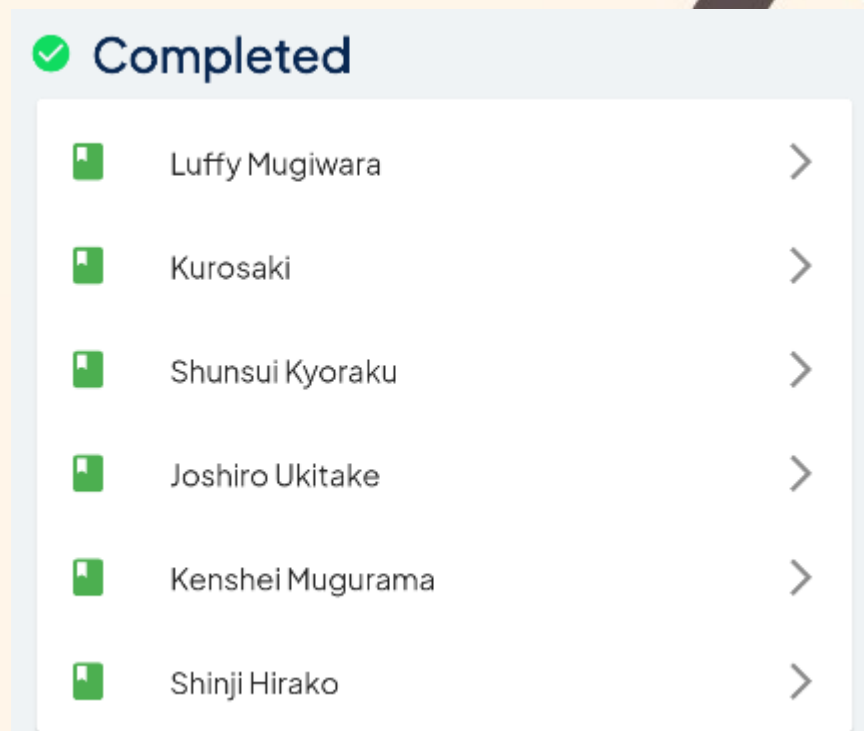 Completed
Luffy Mugiwara
Kurosaki
Shunsui Kyoraku
Joshiro Ukitake
Kenshei Mugurama
Shinji Hirako